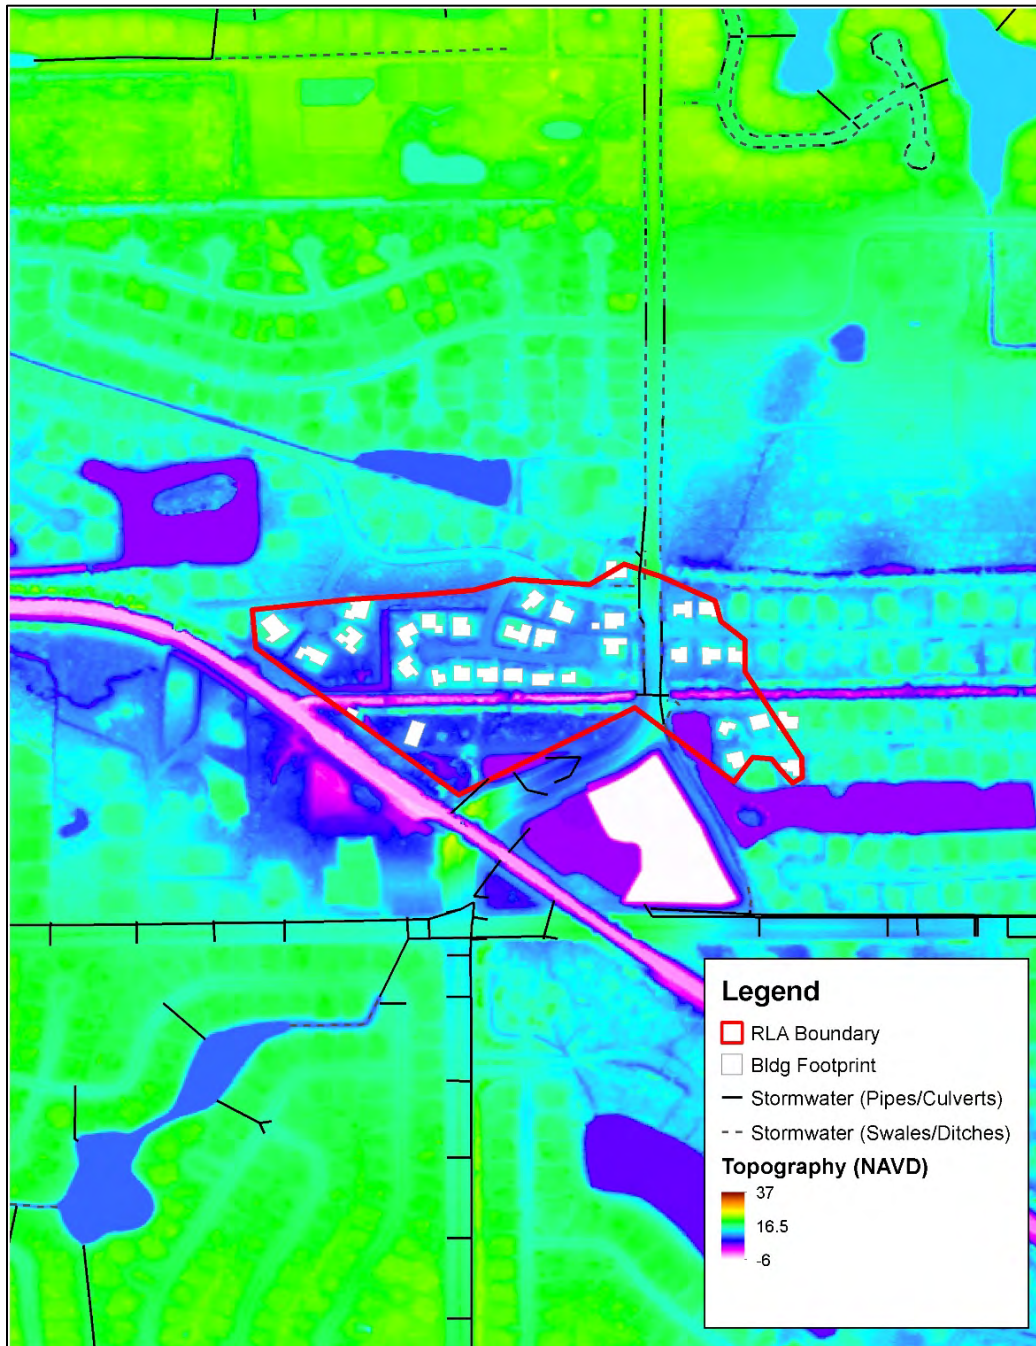 Legend
RLA Boundary
Bldg Footprint
Stormwater (Pipes/Culverts)
Stormwater (Swales/Ditches)
Topography (NAVD)
37
16.5
-6